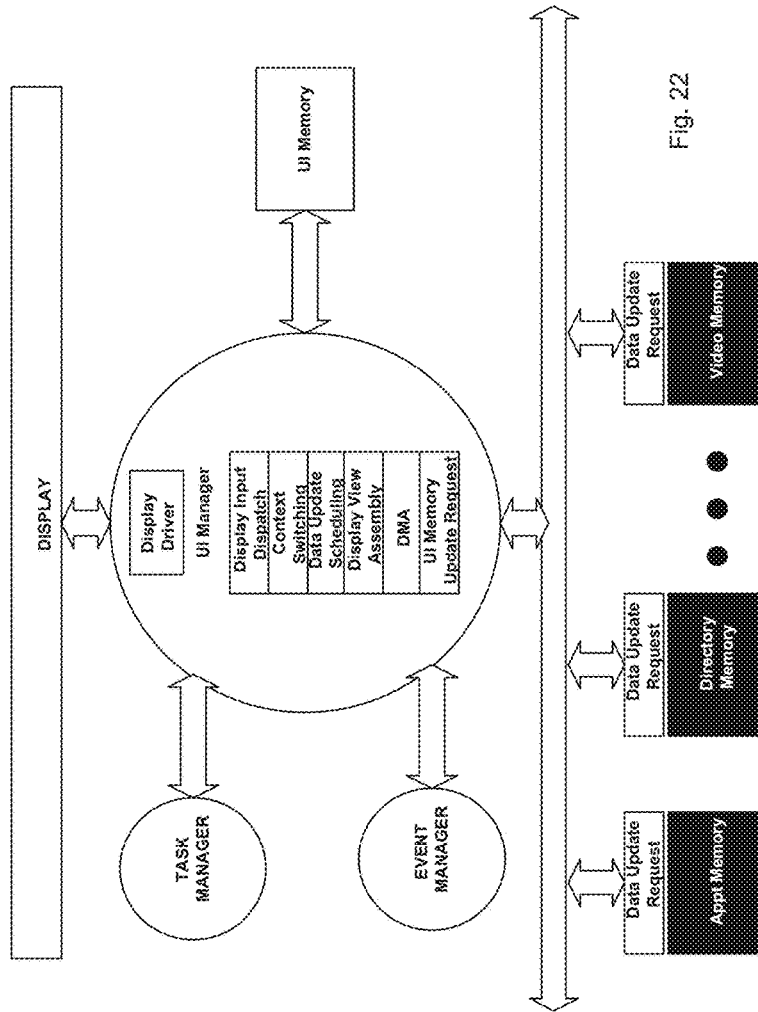 DISPLAY
Display
Driver
UI Manager
Display Input
Dispatch
Context
Switching
Data Update
Scheduling
Display View
Assembly
DMA
UI Memory
Update Request
TASK
MANAGER
EVENT
MANAGER
UI Memory
Data Update
Request
Appt Memory
Data Update
Request
Directory
Memory
Data Update
Request
Video Memory
Fig. 22